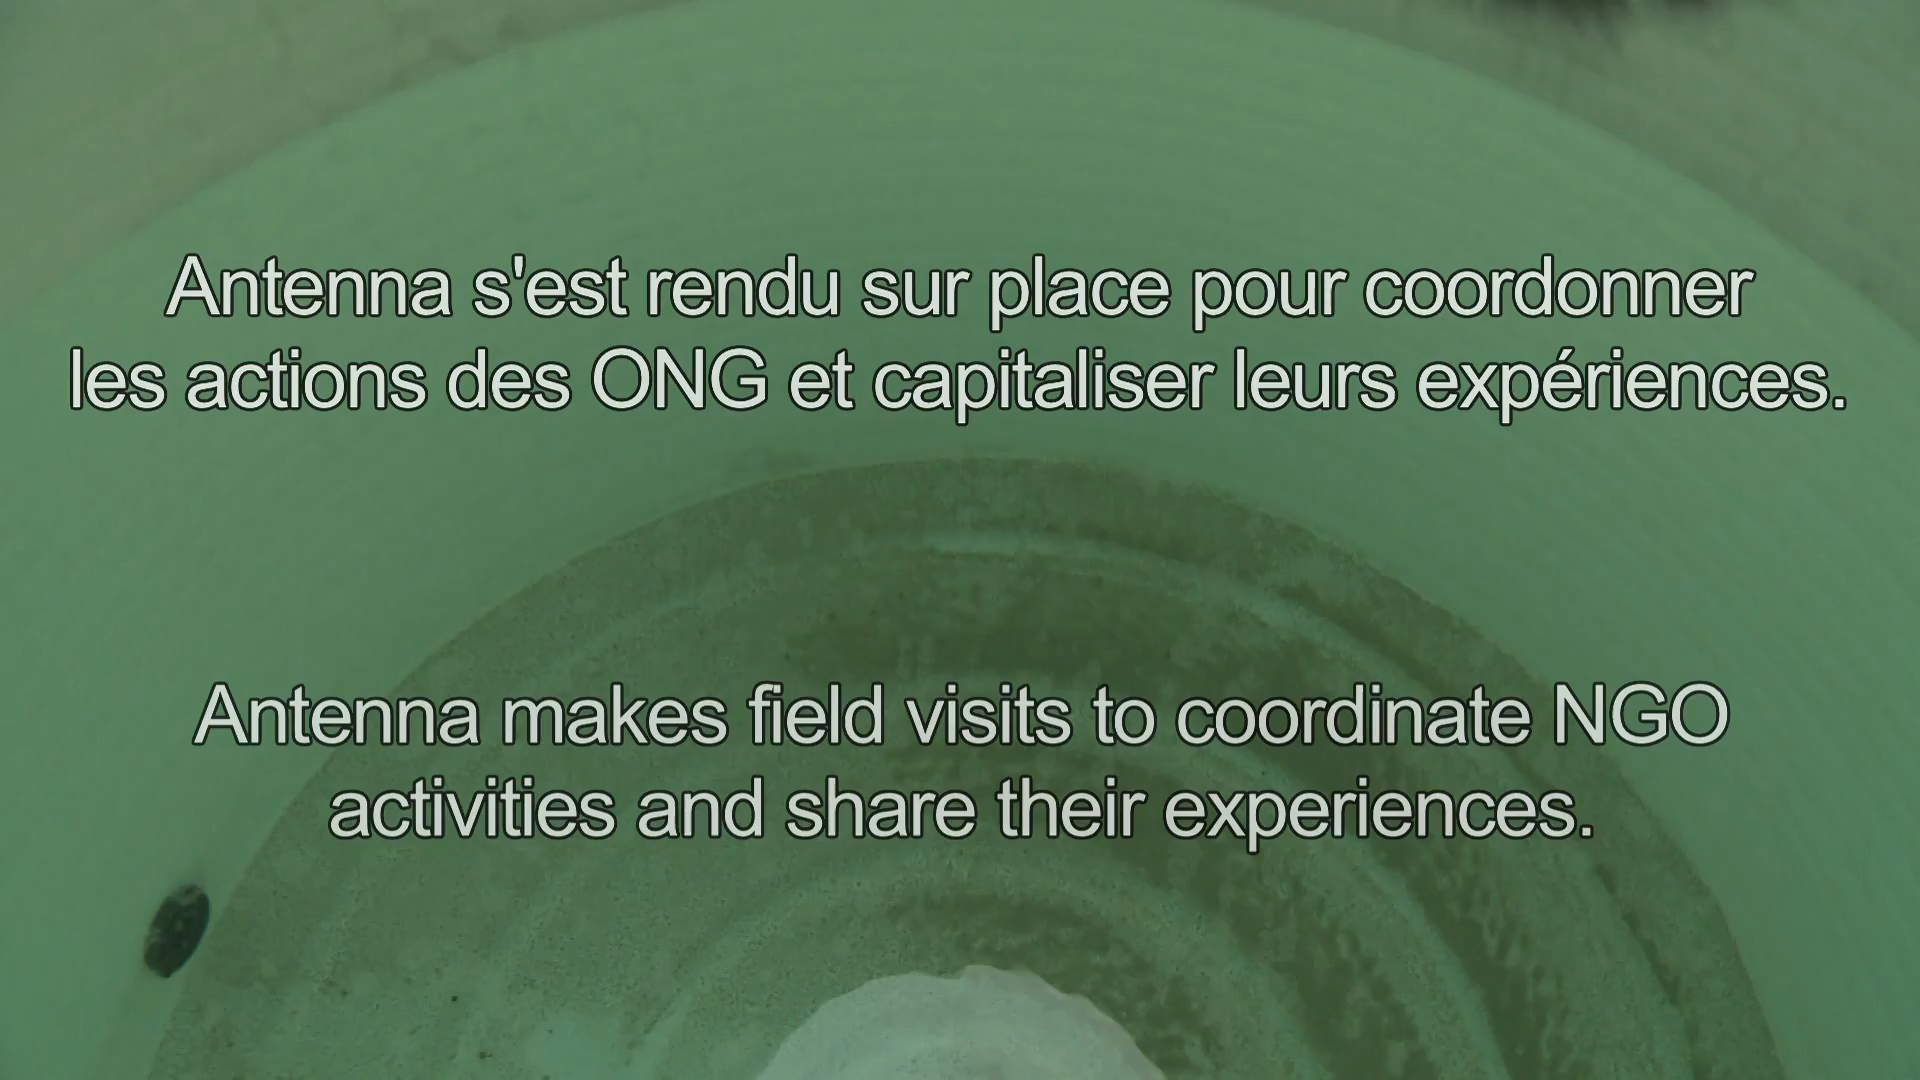 Antenna s'est rendu sur place pour coordonner
les actions des ONG et capitaliser leurs expériences.
Antenna makes field visits to coordinate NGO
activities and share their experiences.